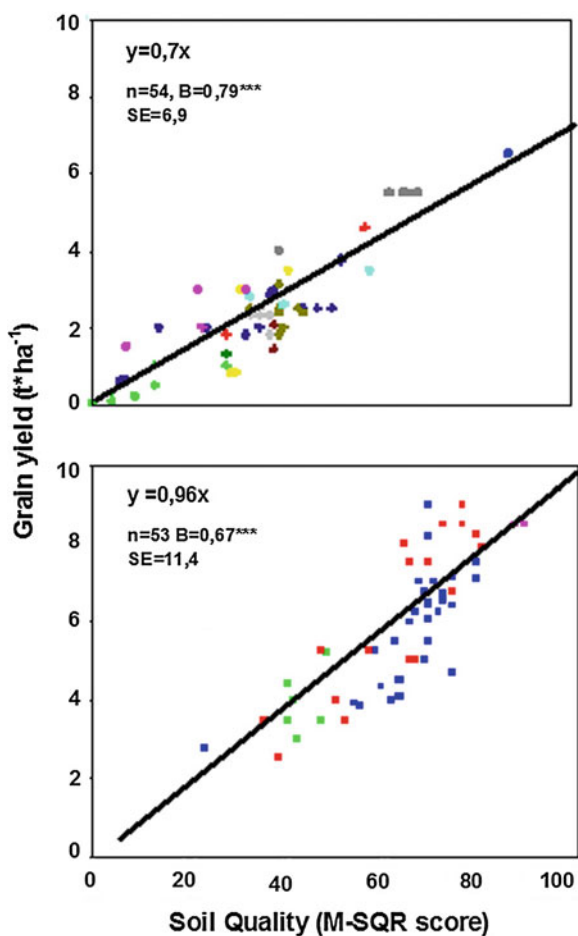 10
y=0,7x
n=54, B=0,79***
SE=6,9
8
6
4
2
0
Grain yield (t*ha⁻¹)
10
y =0,96x
n=53 B=0,67***
SE=11,4
8
6
4
2
0
0 20 40 60 80 100
Soil Quality (M-SQR score)